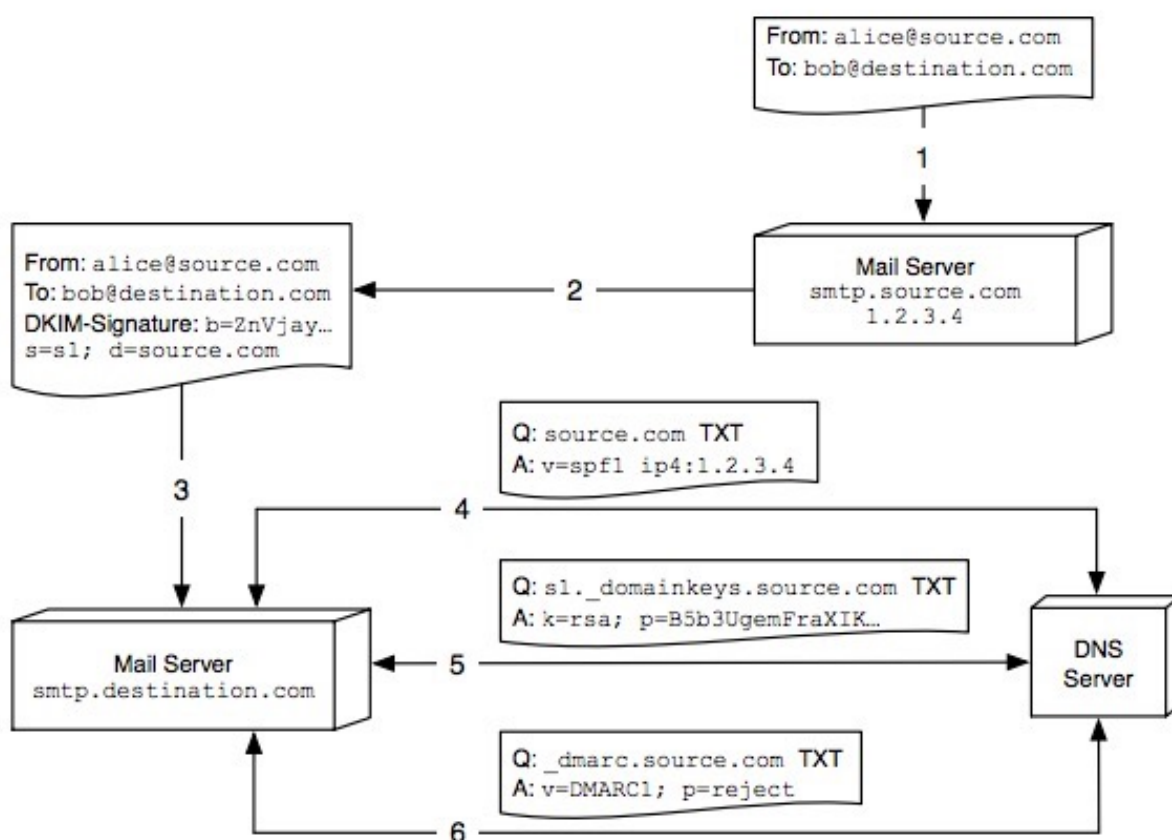 From: alice@source.com
To: bob@destination.com
1
Mail Server
smtp.source.com
1.2.3.4
2
From: alice@source.com
To: bob@destination.com
DKIM-Signature: b=ZnVjay…
s=s1; d=source.com
3
Q: source.com TXT
A: v=spf1 ip4:1.2.3.4
4
Q: s1._domainkeys.source.com TXT
A: k=rsa; p=B5b3UgemFraXIK…
5
Mail Server
smtp.destination.com
DNS
Server
Q: _dmarc.source.com TXT
A: v=DMARC1; p=reject
6